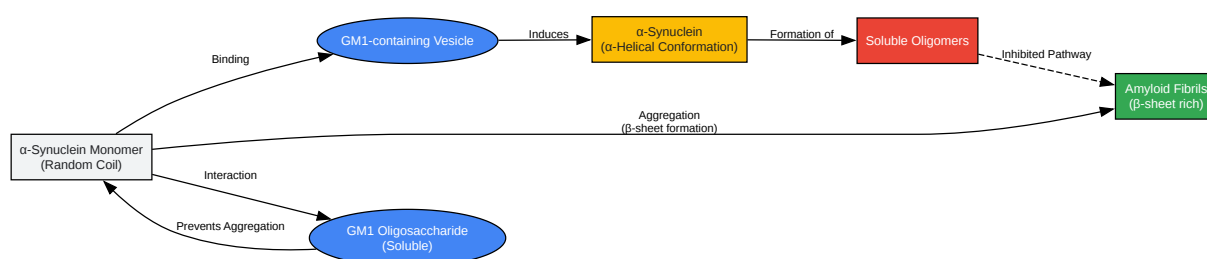 GM1-containing Vesicle
Induces
α-Synuclein
(α-Helical Conformation)
Formation of
Soluble Oligomers
Inhibited Pathway
Amyloid Fibrils
(β-sheet rich)
Binding
Aggregation
(β-sheet formation)
α-Synuclein Monomer
(Random Coil)
Interaction
Prevents Aggregation
GM1 Oligosaccharide
(Soluble)